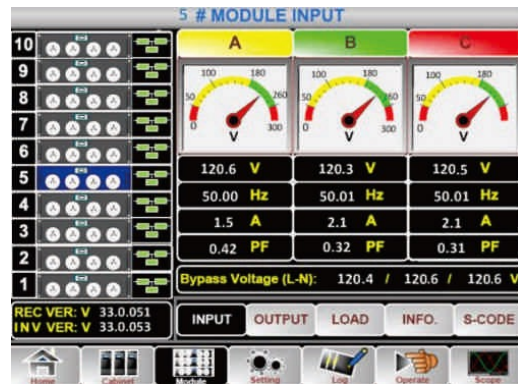 5 # MODULE INPUT
10
9
8
7
6
5
4
3
2
1
REC VER: V 33.0.051
INV VER: V 33.0.053
A B C
0 50 100 180 260 300 V
0 50 100 180 300 V
0 50 100 180 300 V
120.6 V 120.3 V 120.5 V
50.00 Hz 50.01 Hz 50.01 Hz
1.5 A 2.1 A 2.1 A
0.42 PF 0.32 PF 0.31 PF
Bypass Voltage (L-N): 120.4 / 120.6 / 120.6 V
INPUT OUTPUT LOAD INFO. S-CODE
Home Cabinet Module Setting Log Operate Scope